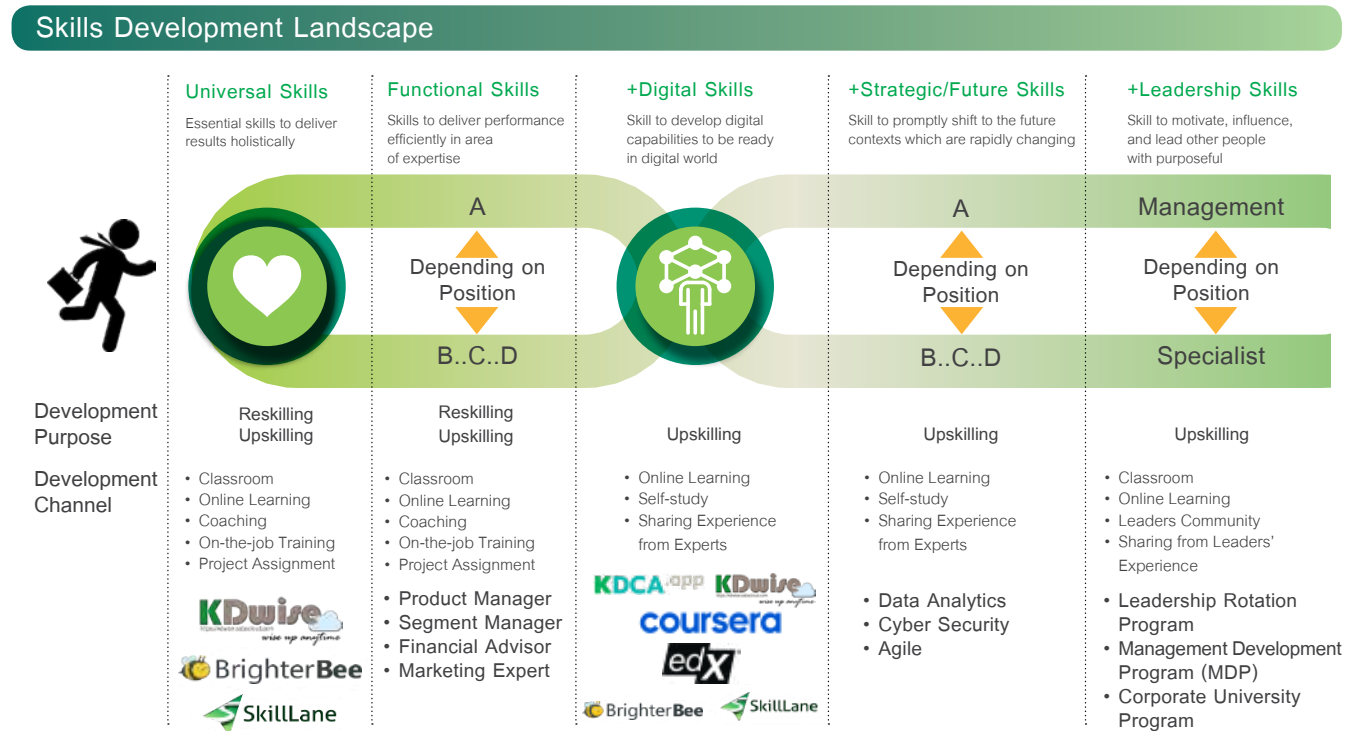 Skills Development Landscape
Universal Skills
Essential skills to deliver
results holistically
Functional Skills
Skills to deliver performance
efficiently in area
of expertise
+Digital Skills
Skill to develop digital
capabilities to be ready
in digital world
+Strategic/Future Skills
Skill to promptly shift to the future
contexts which are rapidly changing
+Leadership Skills
Skill to motivate, influence,
and lead other people
with purposeful
A
Depending on
Position
B..C..D
A
Depending on
Position
B..C..D
Management
Depending on
Position
Specialist
Development
Purpose
Reskilling
Upskilling
Reskilling
Upskilling
Upskilling
Upskilling
Upskilling
Development
Channel
• Classroom
• Online Learning
• Coaching
• On-the-job Training
• Project Assignment
KDwise
wise up anytime
BrighterBee
SkillLane
• Classroom
• Online Learning
• Coaching
• On-the-job Training
• Project Assignment
• Product Manager
• Segment Manager
• Financial Advisor
• Marketing Expert
• Online Learning
• Self-study
• Sharing Experience
from Experts
KDCA.app
KDwise
wise up anytime
coursera
edX
BrighterBee
SkillLane
• Online Learning
• Self-study
• Sharing Experience
from Experts
• Data Analytics
• Cyber Security
• Agile
• Classroom
• Online Learning
• Leaders Community
• Sharing from Leaders’
Experience
• Leadership Rotation
Program
• Management Development
Program (MDP)
• Corporate University
Program